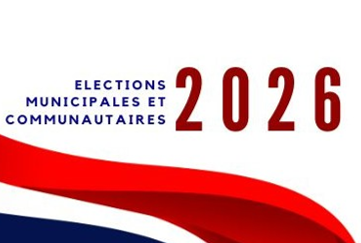 ELECTIONS
MUNICIPALES ET
COMMUNAUTAIRES
2026